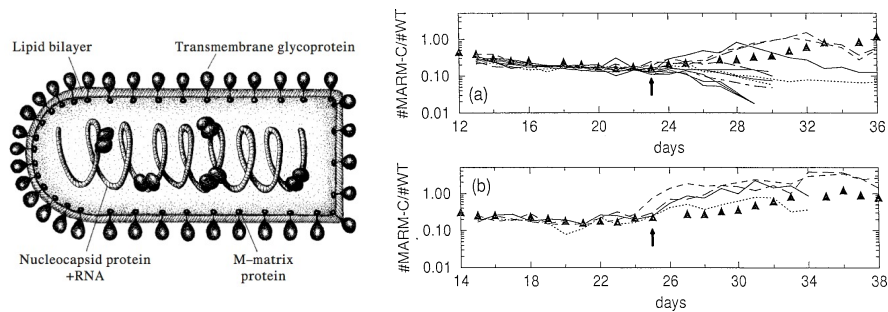 Lipid bilayer
Transmembrane glycoprotein
Nucleocapsid protein
+RNA
M–matrix
protein
#MARM-C/#WT
1.00
0.10
0.01
(a)
12 16 20 24 28 32 36
days
#MARM-C/#WT
1.00
0.10
0.01
(b)
14 18 22 26 30 34 38
days